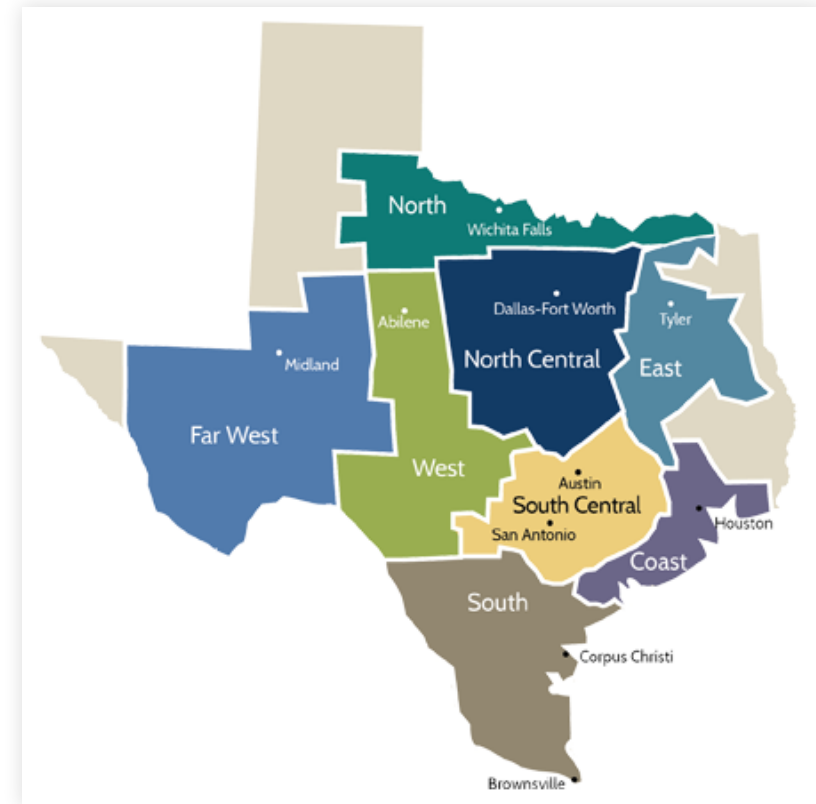 North
Wichita Falls
Dallas-Fort Worth
Abilene
Tyler
North Central
Midland
East
Far West
West
Austin
South Central
San Antonio
Houston
Coast
South
Corpus Christi
Brownsville